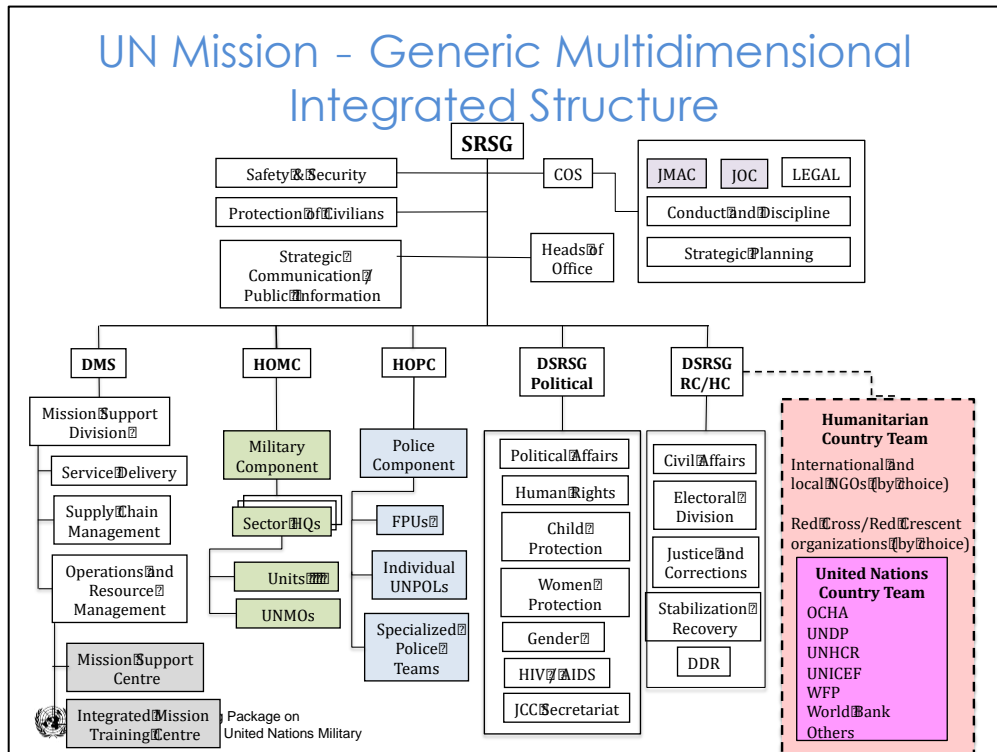 UN Mission - Generic Multidimensional
Integrated Structure
SRSG
Safety & Security
COS
JMAC
JOC
LEGAL
Protection of Civilians
Conduct and Discipline
Strategic
Communication /
Public Information
Heads of
Office
Strategic Planning
DMS
HOMC
HOPC
DSRSG
Political
DSRSG
RC/HC
Mission Support
Division
Service Delivery
Supply Chain
Management
Operations and
Resource
Management
Mission Support
Centre
Integrated Mission
Training Centre
Military
Component
Sector HQs
Units
UNMOs
Police
Component
FPUs
Individual
UNPOLs
Specialized
Police
Teams
Political Affairs
Human Rights
Child
Protection
Women
Protection
Gender
HIV / AIDS
JCC Secretariat
Civil Affairs
Electoral
Division
Justice and
Corrections
Stabilization
Recovery
DDR
Humanitarian
Country Team
International and
local NGOs (by choice)
Red Cross/Red Crescent
organizations (by choice)
United Nations
Country Team
OCHA
UNDP
UNHCR
UNICEF
WFP
World Bank
Others
Package on
United Nations Military